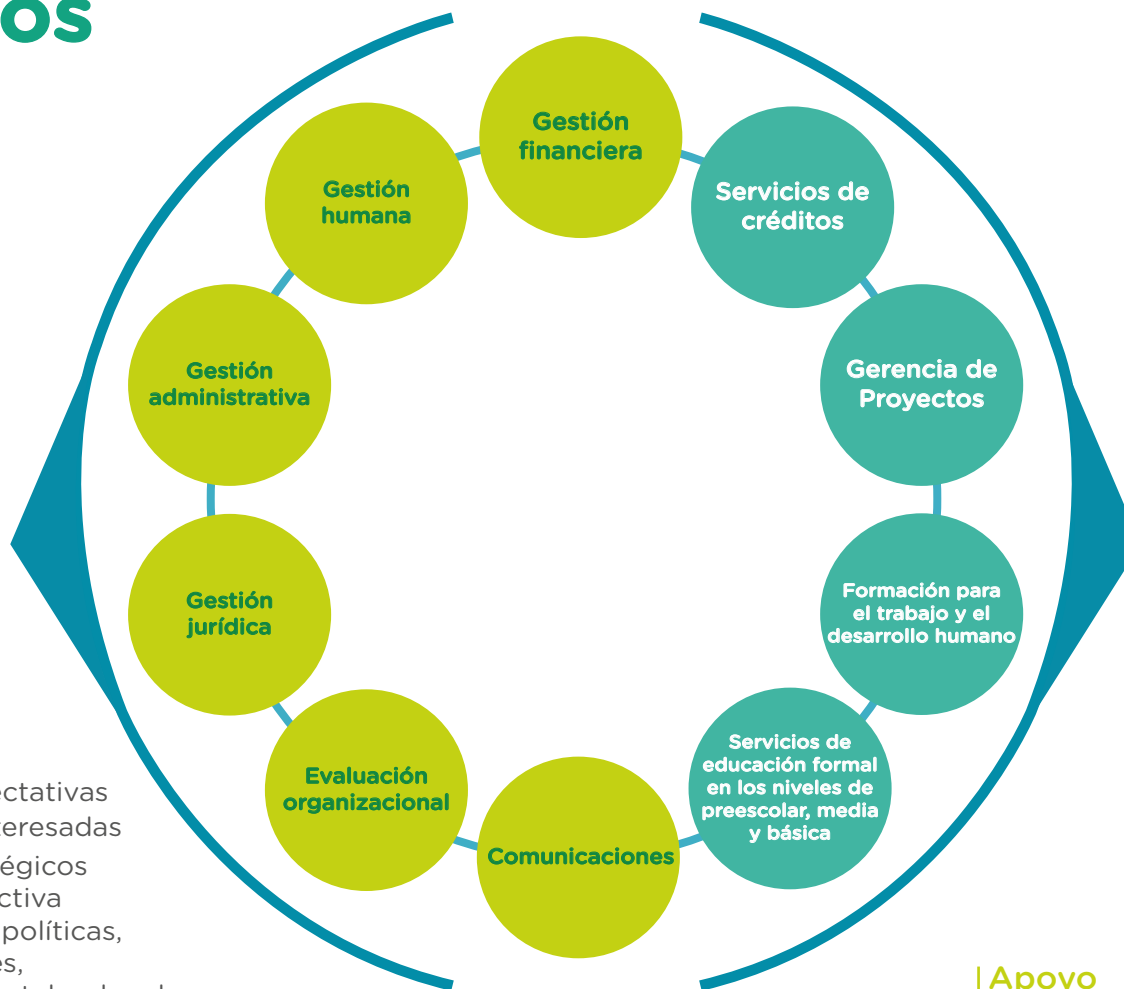 os
Gestión
financiera
Servicios de
créditos
Gerencia de
Proyectos
Formación para
el trabajo y el
desarrollo humano
Servicios de
educación formal
en los niveles de
preescolar, media
y básica
Comunicaciones
Evaluación
organizacional
Gestión
jurídica
Gestión
administrativa
Gestión
humana
ectativas
teresadas
égicos
ctiva
políticas,
es,
| Apoyo